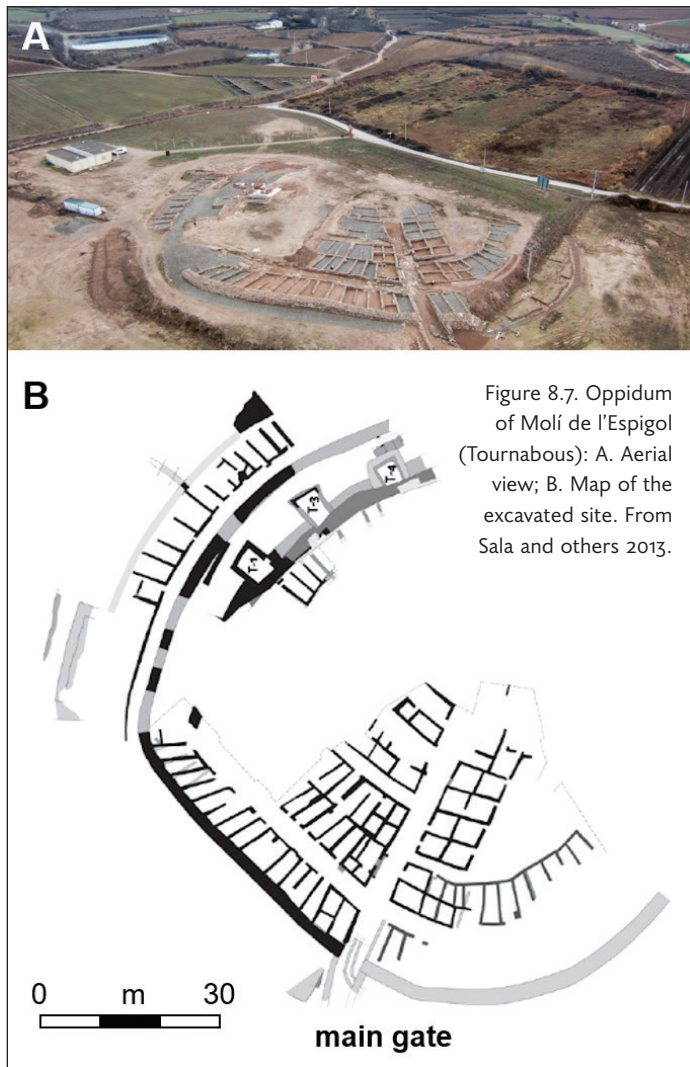 A
B
Figure 8.7. Oppidum
of Molí de l'Espigol
(Tournabous): A. Aerial
view; B. Map of the
excavated site. From
Sala and others 2013.
T-4
T-3
T-1
0 m 30
main gate